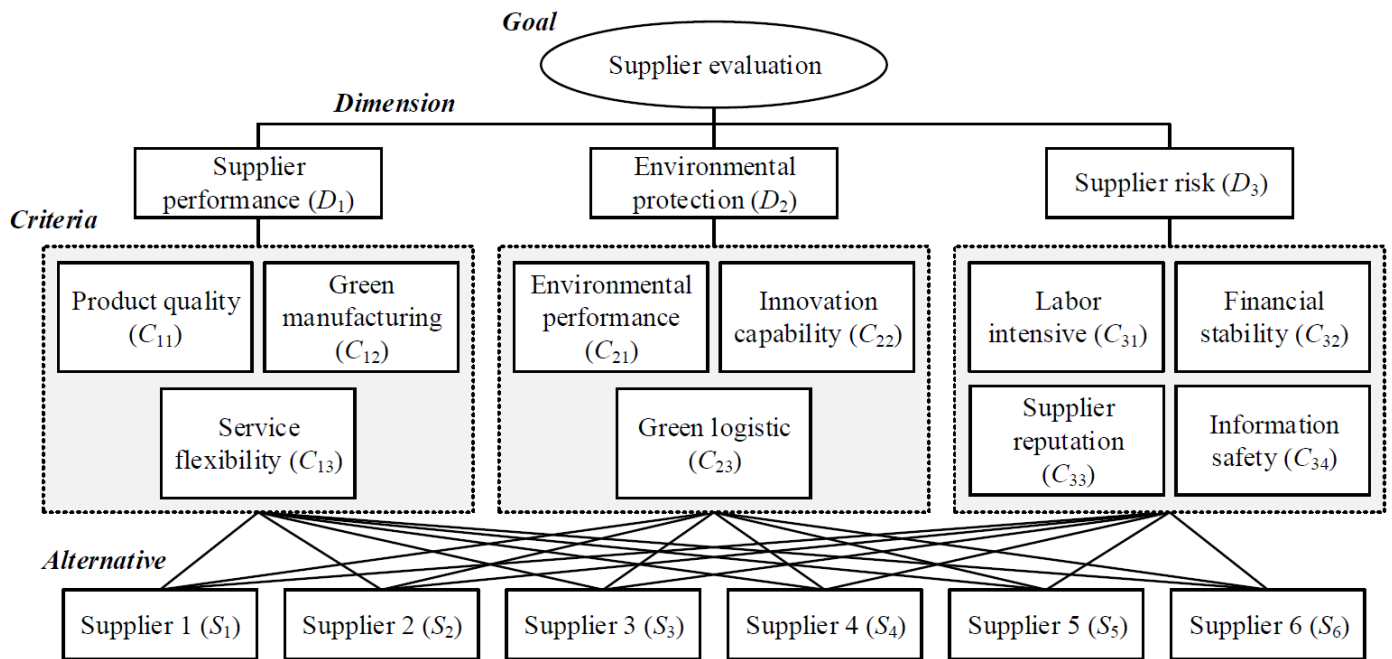 Goal
Supplier evaluation
Dimension
Supplier
performance (D₁)
Environmental
protection (D₂)
Supplier risk (D₃)
Criteria
Product quality
(C₁₁)
Green
manufacturing
(C₁₂)
Service
flexibility (C₁₃)
Environmental
performance
(C₂₁)
Innovation
capability (C₂₂)
Green logistic
(C₂₃)
Labor
intensive (C₃₁)
Financial
stability (C₃₂)
Supplier
reputation
(C₃₃)
Information
safety (C₃₄)
Alternative
Supplier 1 (S₁)
Supplier 2 (S₂)
Supplier 3 (S₃)
Supplier 4 (S₄)
Supplier 5 (S₅)
Supplier 6 (S₆)